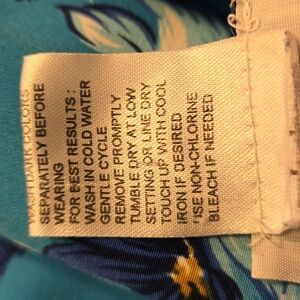 WASH DARK COLORS
SEPARATELY BEFORE
WEARING
FOR BEST RESULTS :
WASH IN COLD WATER
GENTLE CYCLE
REMOVE PROMPTLY
TUMBLE DRY AT LOW
SETTING OR LINE DRY
TOUCH UP WITH COOL
IRON IF DESIRED
USE NON-CHLORINE
BLEACH IF NEEDED